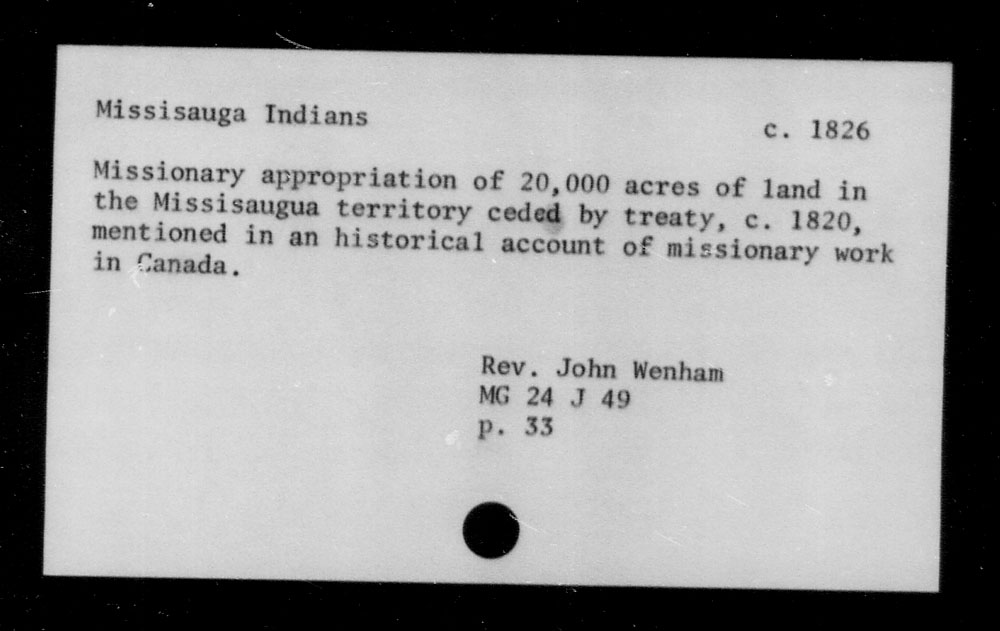 Missisauga Indians
c. 1826
Missionary appropriation of 20,000 acres of land in
the Missisaugua territory ceded by treaty, c. 1820,
mentioned in an historical account of missionary work
in Canada.
Rev. John Wenham
MG 24 J 49
p. 33